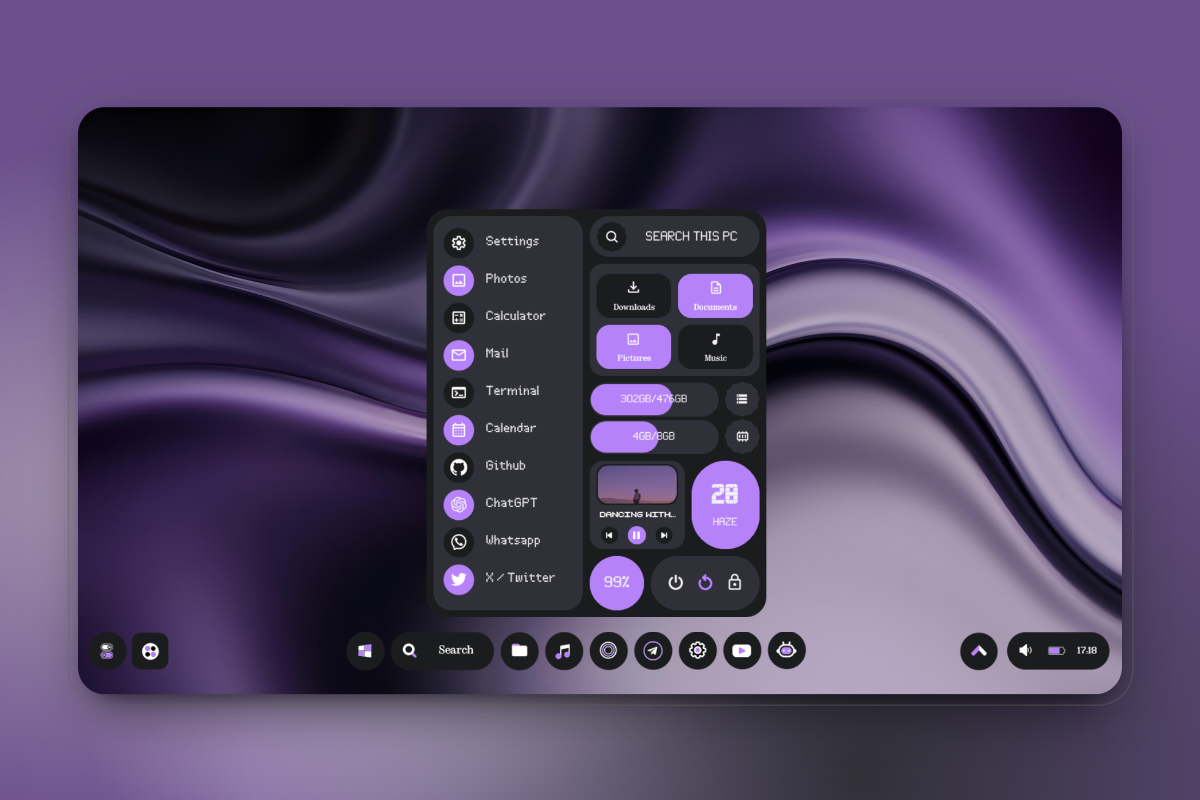 Settings
Photos
Calculator
Mail
Terminal
Calendar
Github
ChatGPT
Whatsapp
X / Twitter
SEARCH THIS PC
Downloads
Documents
Pictures
Music
302GB/476GB
4GB/8GB
DANCING WITH...
28
HAZE
99%
Search
17.18